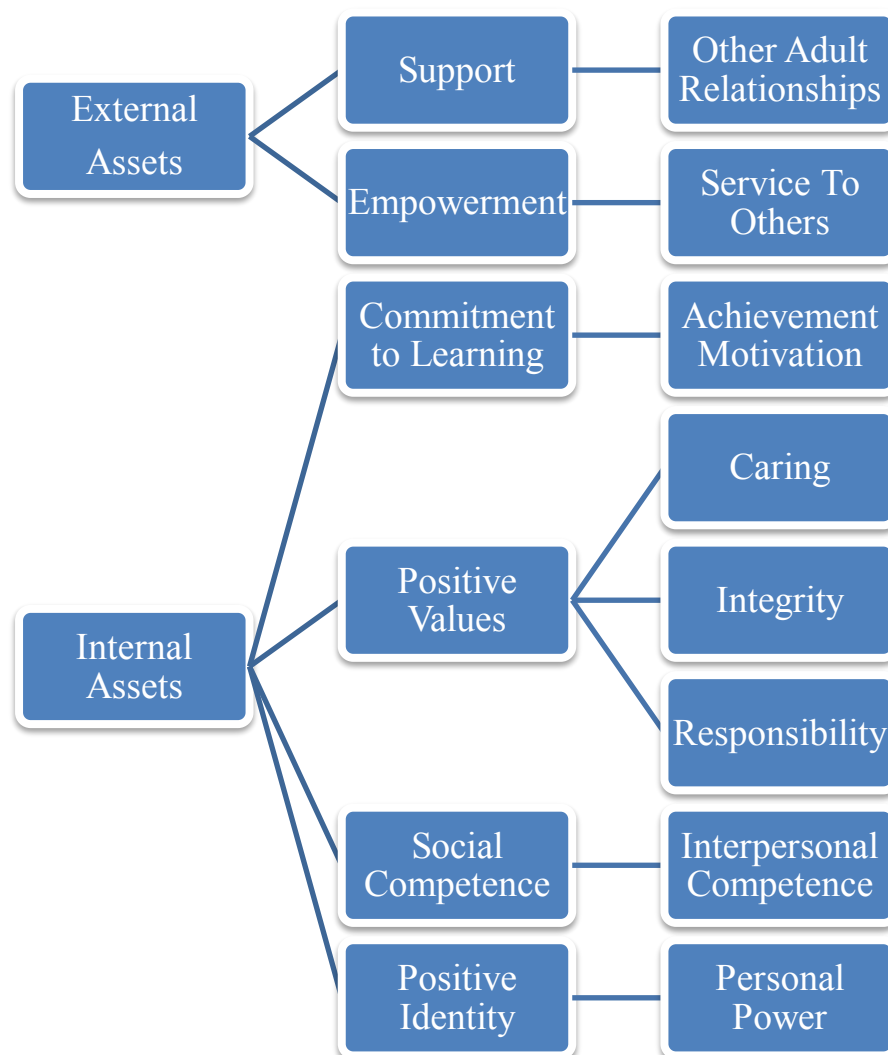 External
Assets
Support
Other Adult
Relationships
Empowerment
Service To
Others
Internal
Assets
Commitment
to Learning
Achievement
Motivation
Positive
Values
Caring
Integrity
Responsibility
Social
Competence
Interpersonal
Competence
Positive
Identity
Personal
Power